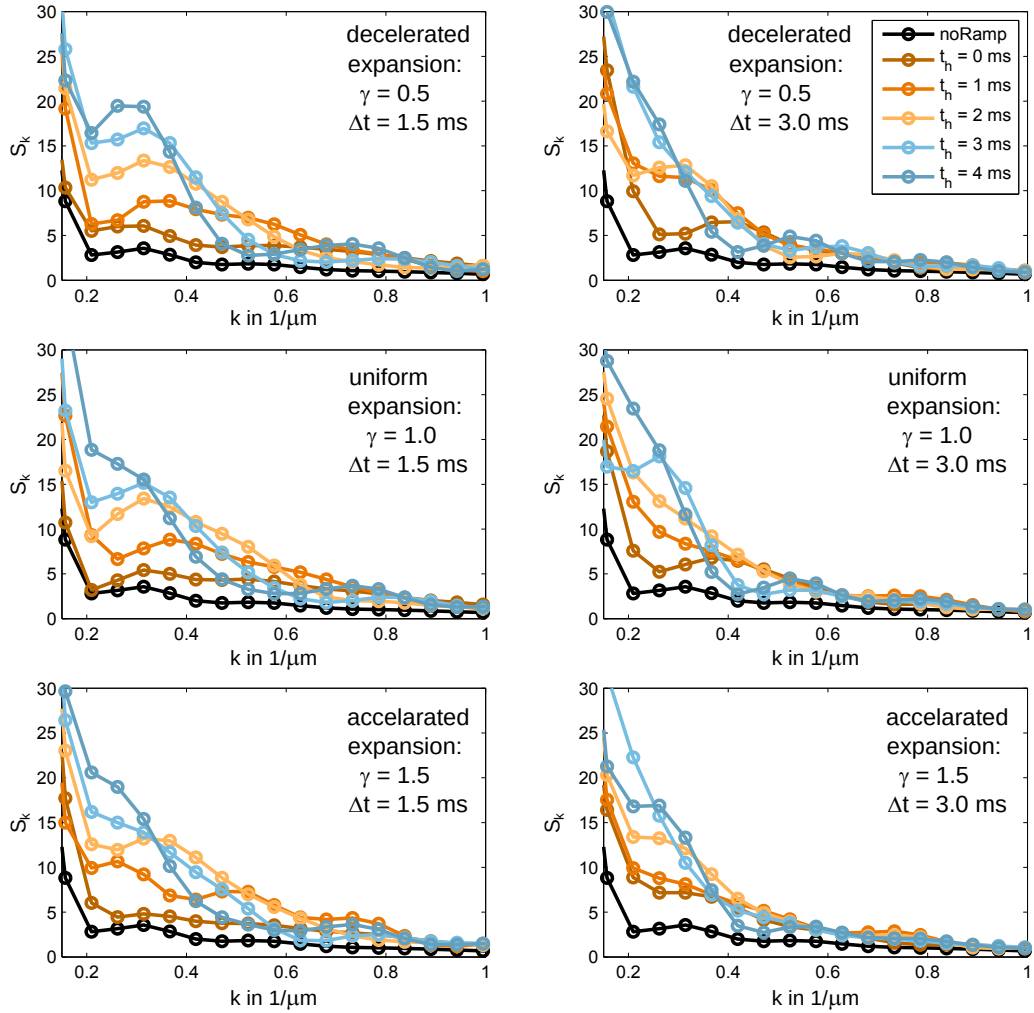 decelerated
expansion:
γ = 0.5
Δt = 1.5 ms
S_k
30
25
20
15
10
5
0
0.2 0.4 0.6 0.8 1
k in 1/μm
decelerated
expansion:
γ = 0.5
Δt = 3.0 ms
noRamp
t_h = 0 ms
t_h = 1 ms
t_h = 2 ms
t_h = 3 ms
t_h = 4 ms
S_k
30
25
20
15
10
5
0
0.2 0.4 0.6 0.8 1
k in 1/μm
uniform
expansion:
γ = 1.0
Δt = 1.5 ms
S_k
30
25
20
15
10
5
0
0.2 0.4 0.6 0.8 1
k in 1/μm
uniform
expansion:
γ = 1.0
Δt = 3.0 ms
S_k
30
25
20
15
10
5
0
0.2 0.4 0.6 0.8 1
k in 1/μm
accelarated
expansion:
γ = 1.5
Δt = 1.5 ms
S_k
30
25
20
15
10
5
0
0.2 0.4 0.6 0.8 1
k in 1/μm
accelarated
expansion:
γ = 1.5
Δt = 3.0 ms
S_k
30
25
20
15
10
5
0
0.2 0.4 0.6 0.8 1
k in 1/μm